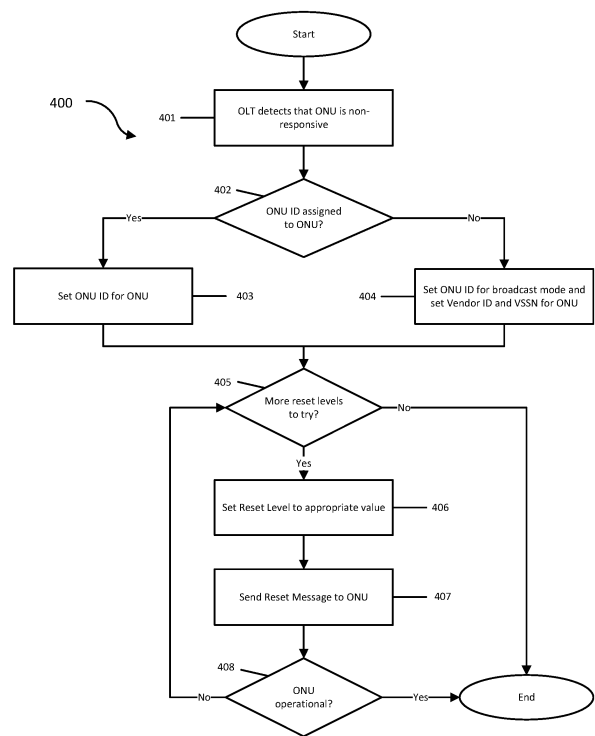 Start
400
401
OLT detects that ONU is non-
responsive
402
ONU ID assigned
to ONU?
Yes
No
Set ONU ID for ONU
403
404
Set ONU ID for broadcast mode and
set Vendor ID and VSSN for ONU
405
More reset levels
to try?
No
Yes
Set Reset Level to appropriate value
406
Send Reset Message to ONU
407
408
ONU
operational?
No
Yes
End